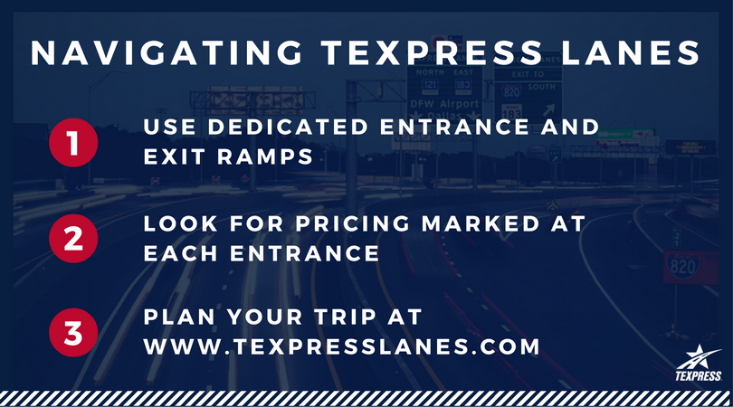 NAVIGATING TEXPRESS LANES
NORTH EAST
121 183
EXIT TO
820 SOUTH
183
DFW Airport
Dallas
1
USE DEDICATED ENTRANCE AND
EXIT RAMPS
2
LOOK FOR PRICING MARKED AT
EACH ENTRANCE
820
3
PLAN YOUR TRIP AT
WWW.TEXPRESSLANES.COM
TEXPRESS